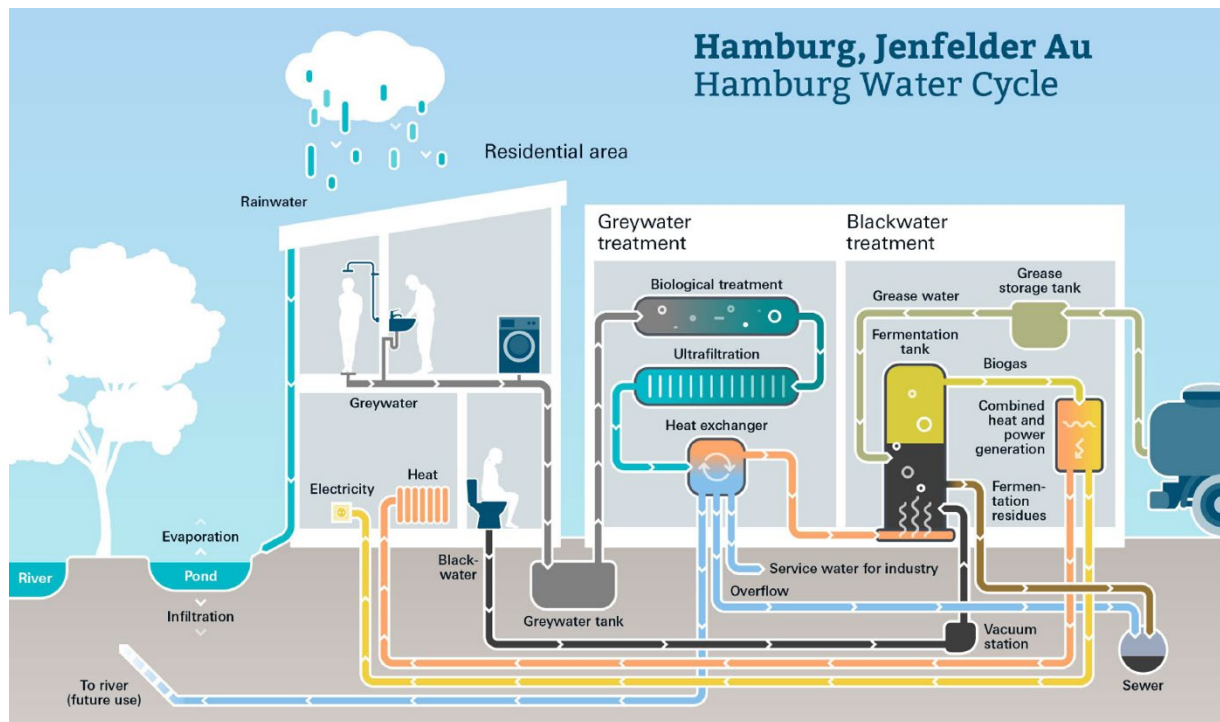 Hamburg, Jenfelder Au
Hamburg Water Cycle
Residential area
Rainwater
Greywater
treatment
Blackwater
treatment
Biological treatment
Grease water
Grease
storage tank
Fermentation
tank
Ultrafiltration
Biogas
Greywater
Heat exchanger
Combined
heat and
power
generation
Electricity
Heat
Fermen-
tation
residues
Evaporation
Black-
water
River
Pond
Service water for industry
Overflow
Infiltration
Greywater tank
Vacuum
station
To river
(future use)
Sewer